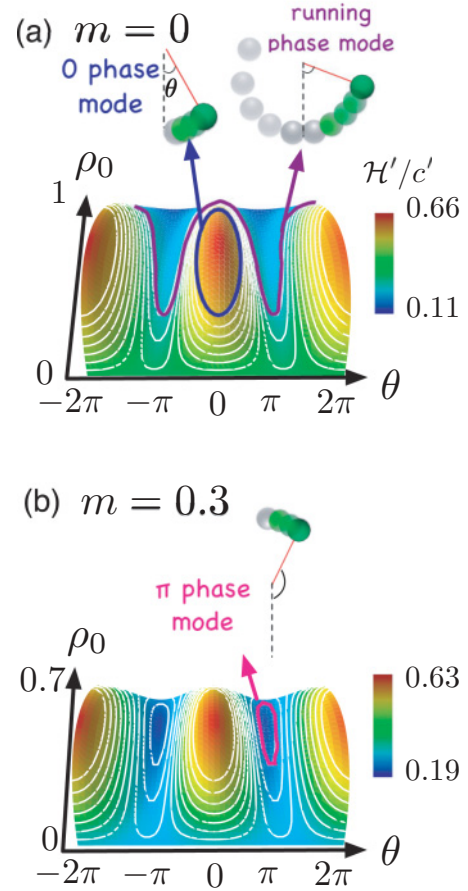 (a) m = 0
running
phase mode
0 phase
mode
θ
ρ₀
ℋ′/c′
1
0.66
0.11
0
−2π −π 0 π 2π θ
(b) m = 0.3
π phase
mode
ρ₀
0.7
0.63
0.19
0
−2π −π 0 π 2π θ